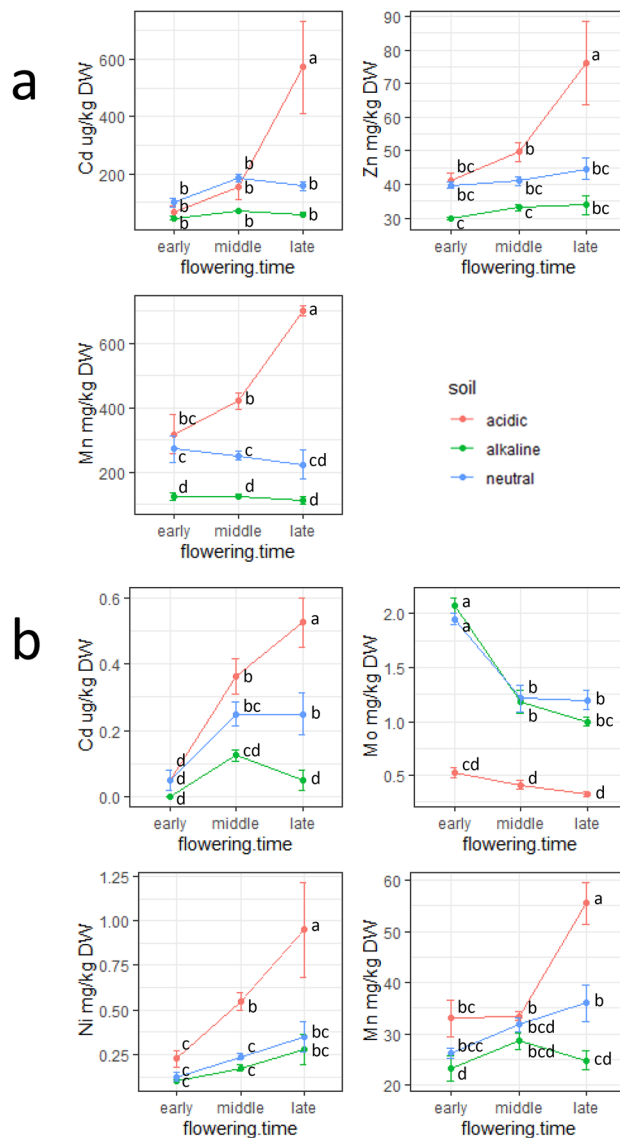 a
Cd ug/kg DW
600
400
200
a
b
b
b
b
b
b
b
b
early middle late
flowering.time
Zn mg/kg DW
90
80
70
60
50
40
30
a
bc
b
bc
bc
bc
c
c
bc
early middle late
flowering.time
Mn mg/kg DW
600
400
200
a
bc
b
c
c
cd
d
d
d
early middle late
flowering.time
soil
acidic
alkaline
neutral
b
Cd ug/kg DW
0.6
0.4
0.2
0.0
a
b
bc
b
cd
d
d
d
d
early middle late
flowering.time
Mo mg/kg DW
2.0
1.5
1.0
0.5
a
a
b
b
b
bc
d
d
d
early middle late
flowering.time
Ni mg/kg DW
1.25
1.00
0.75
0.50
0.25
a
b
c
c
bc
c
c
c
bc
early middle late
flowering.time
Mn mg/kg DW
60
50
40
30
20
a
bc
b
b
bcc
bcd
bcd
cd
d
early middle late
flowering.time